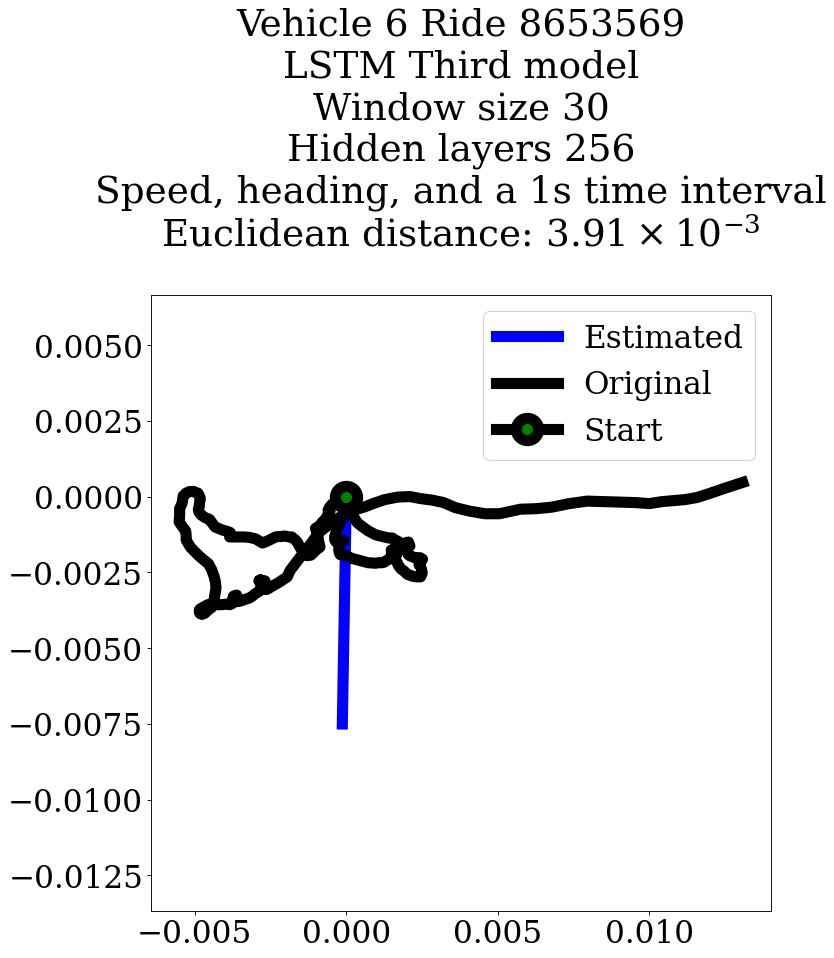 Vehicle 6 Ride 8653569
LSTM Third model
Window size 30
Hidden layers 256
Speed, heading, and a 1s time interval
Euclidean distance: 3.91 × 10⁻³
Estimated
Original
Start
0.0050
0.0025
0.0000
−0.0025
−0.0050
−0.0075
−0.0100
−0.0125
−0.005 0.000 0.005 0.010